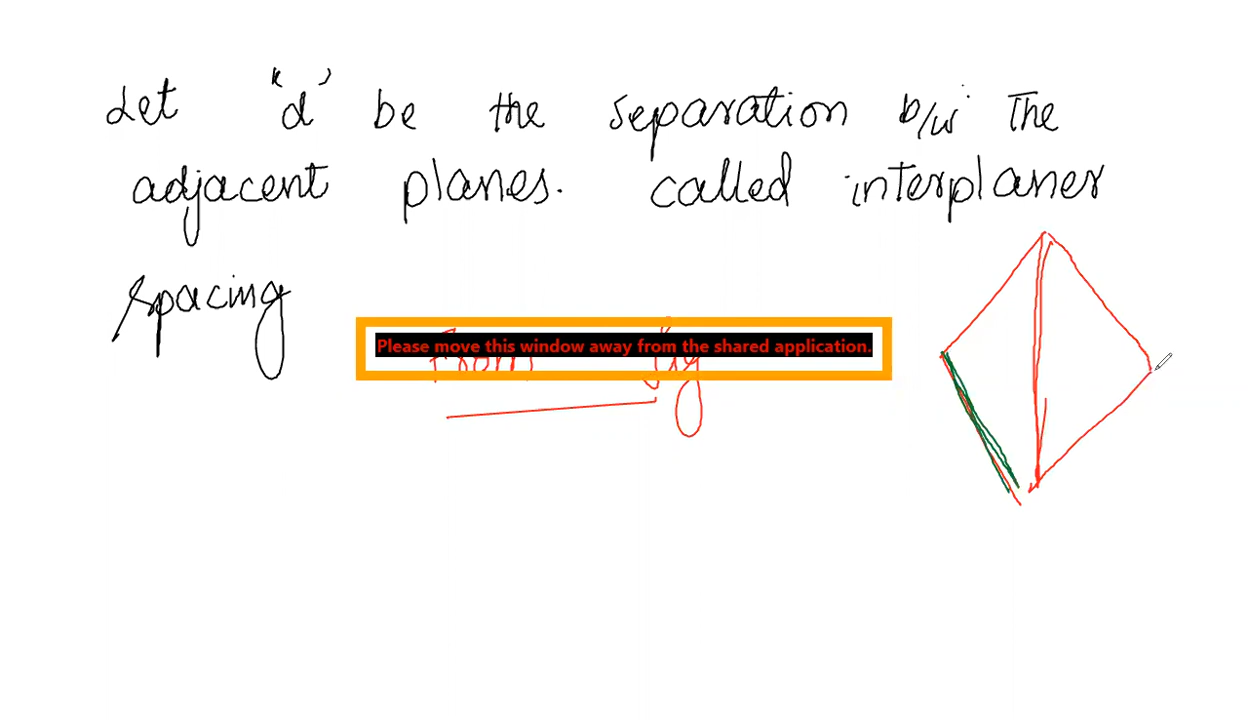 Let "d' be the separation b/w The
adjacent planes. called interplaner
spacing
Please move this window away from the shared application.
From